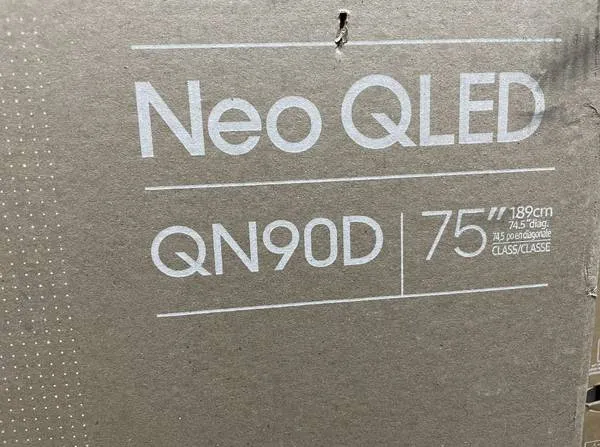 Neo QLED
QN90D
75"
189cm
74.5"diag.
74,5 po en diagonale
CLASS/CLASSE